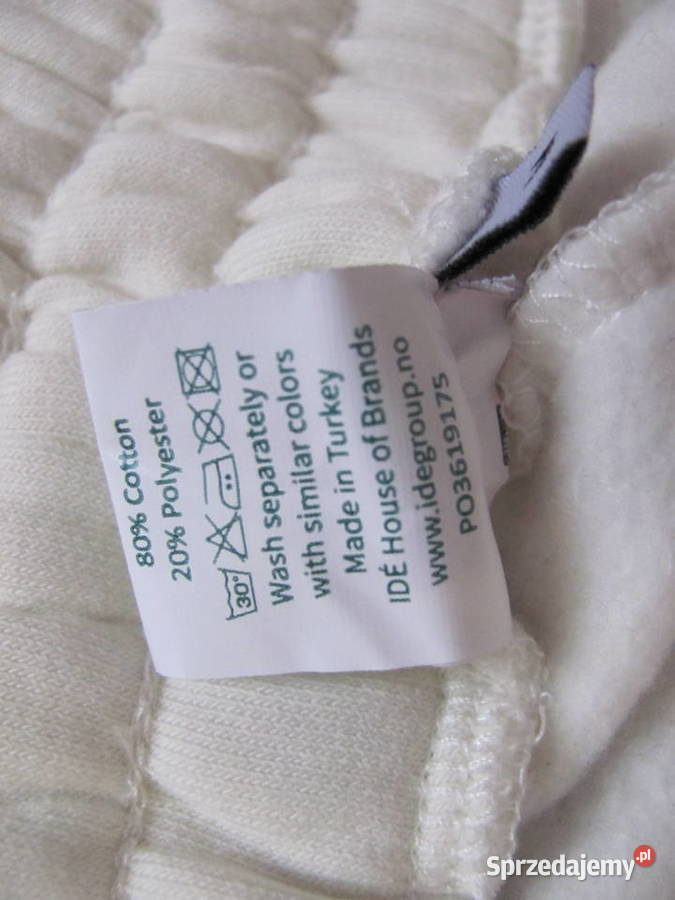 80% Cotton
20% Polyester
30°
Wash separately or
with similar colors
Made in Turkey
IDÉ House of Brands
www.idegroup.no
PO3619175
Sprzedajemy.pl